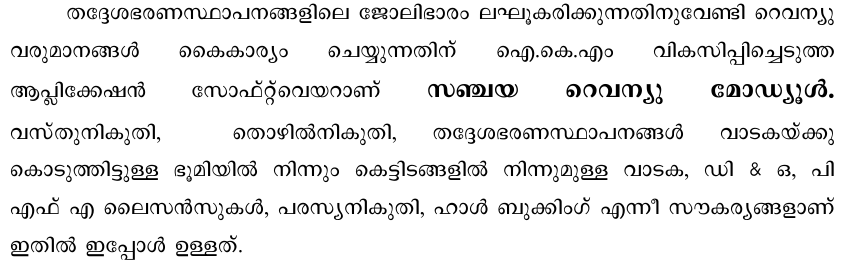 തദ്ദേശഭരണസ്ഥാപനങ്ങളിലെ ജോലിഭാരം ലഘൂകരിക്കുന്നതിനുവേണ്ടി റെവന്യു
വരുമാനങ്ങൾ കൈകാര്യം ചെയ്യുന്നതിന് ഐ.കെ.എം വികസിപ്പിച്ചെടുത്ത
ആപ്ലിക്കേഷൻ സോഫ്റ്റ്‌വെയറാണ് സഞ്ചയ റെവന്യു മോഡ്യൂൾ.
വസ്തുനികുതി, തൊഴിൽനികുതി, തദ്ദേശഭരണസ്ഥാപനങ്ങൾ വാടകയ്ക്കു
കൊടുത്തിട്ടുള്ള ഭൂമിയിൽ നിന്നും കെട്ടിടങ്ങളിൽ നിന്നുമുള്ള വാടക, ഡി & ഒ, പി
എഫ് എ ലൈസൻസുകൾ, പരസ്യനികുതി, ഹാൾ ബുക്കിംഗ് എന്നീ സൗകര്യങ്ങളാണ്
ഇതിൽ ഇപ്പോൾ ഉള്ളത്.